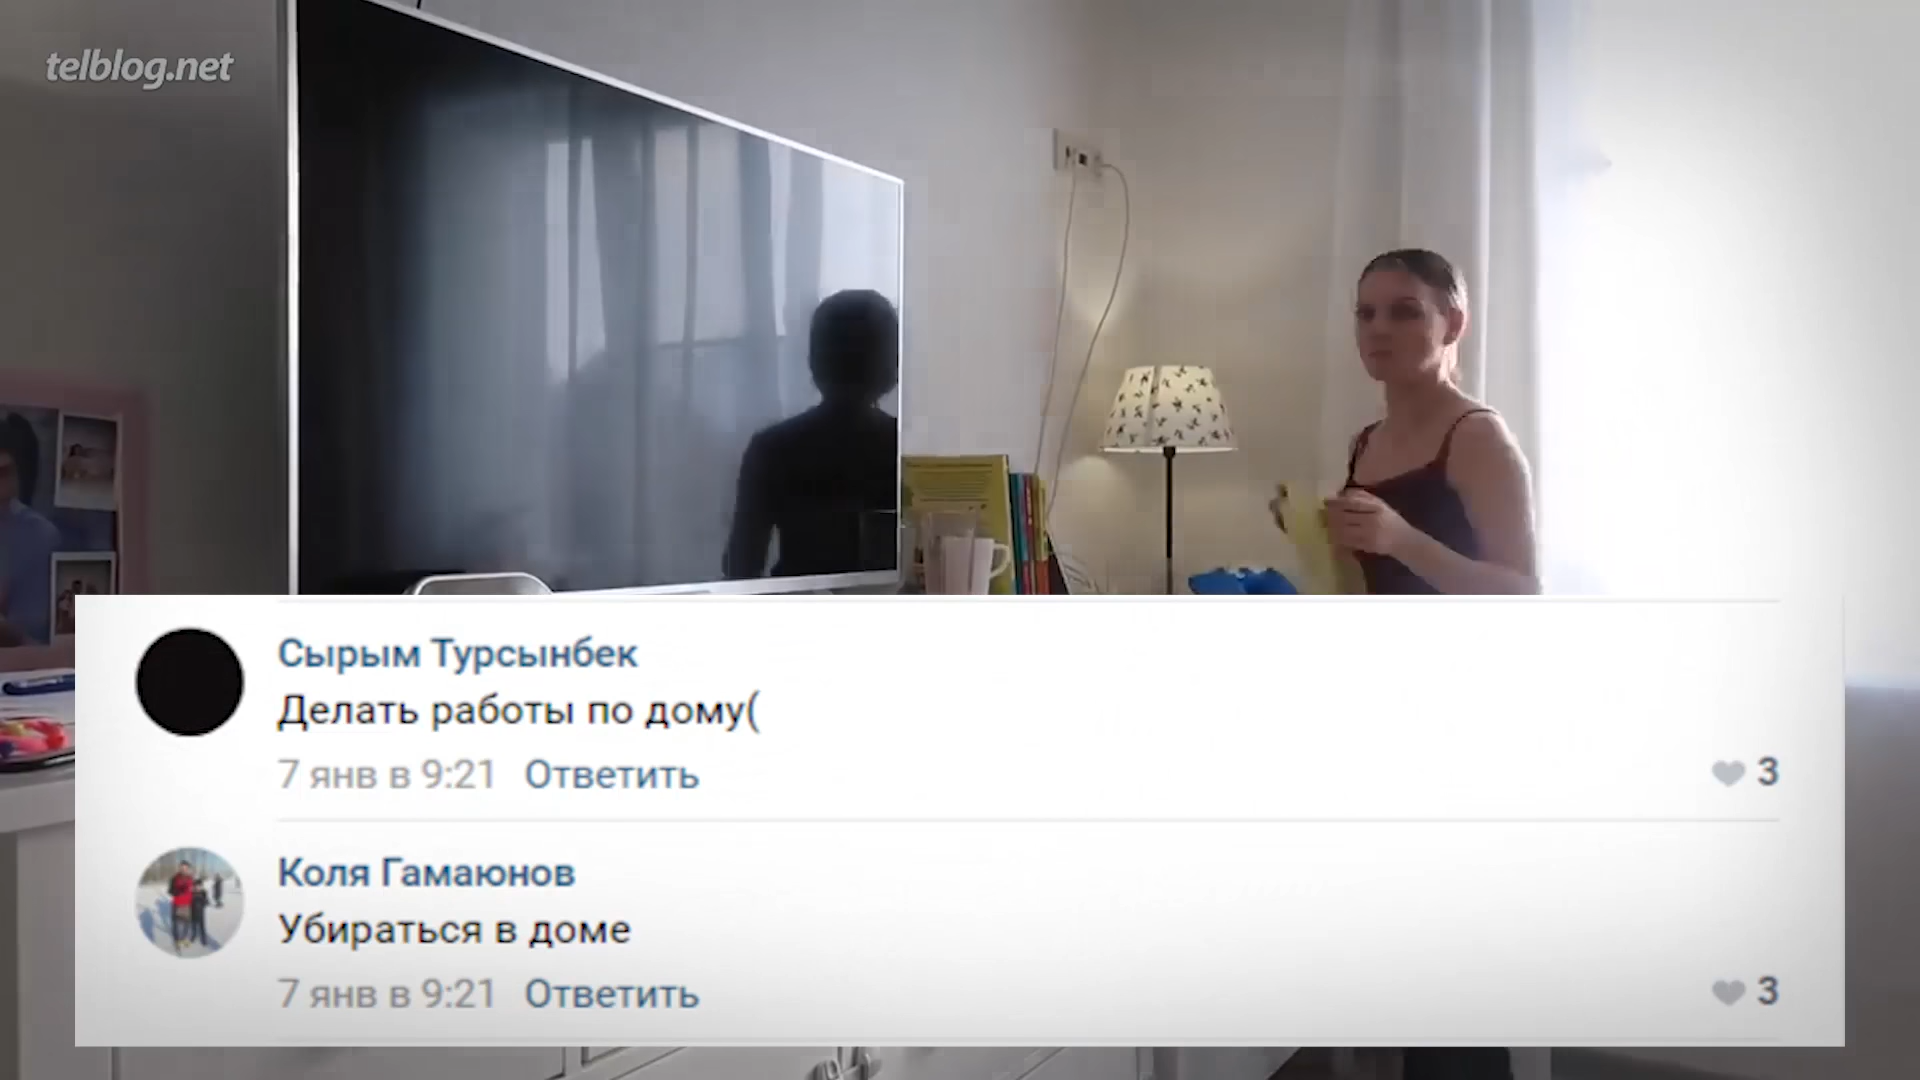 telblog.net
Сырым Турсынбек
Делать работы по дому(
7 янв в 9:21 Ответить
3
Коля Гамаюнов
Убираться в доме
7 янв в 9:21 Ответить
3